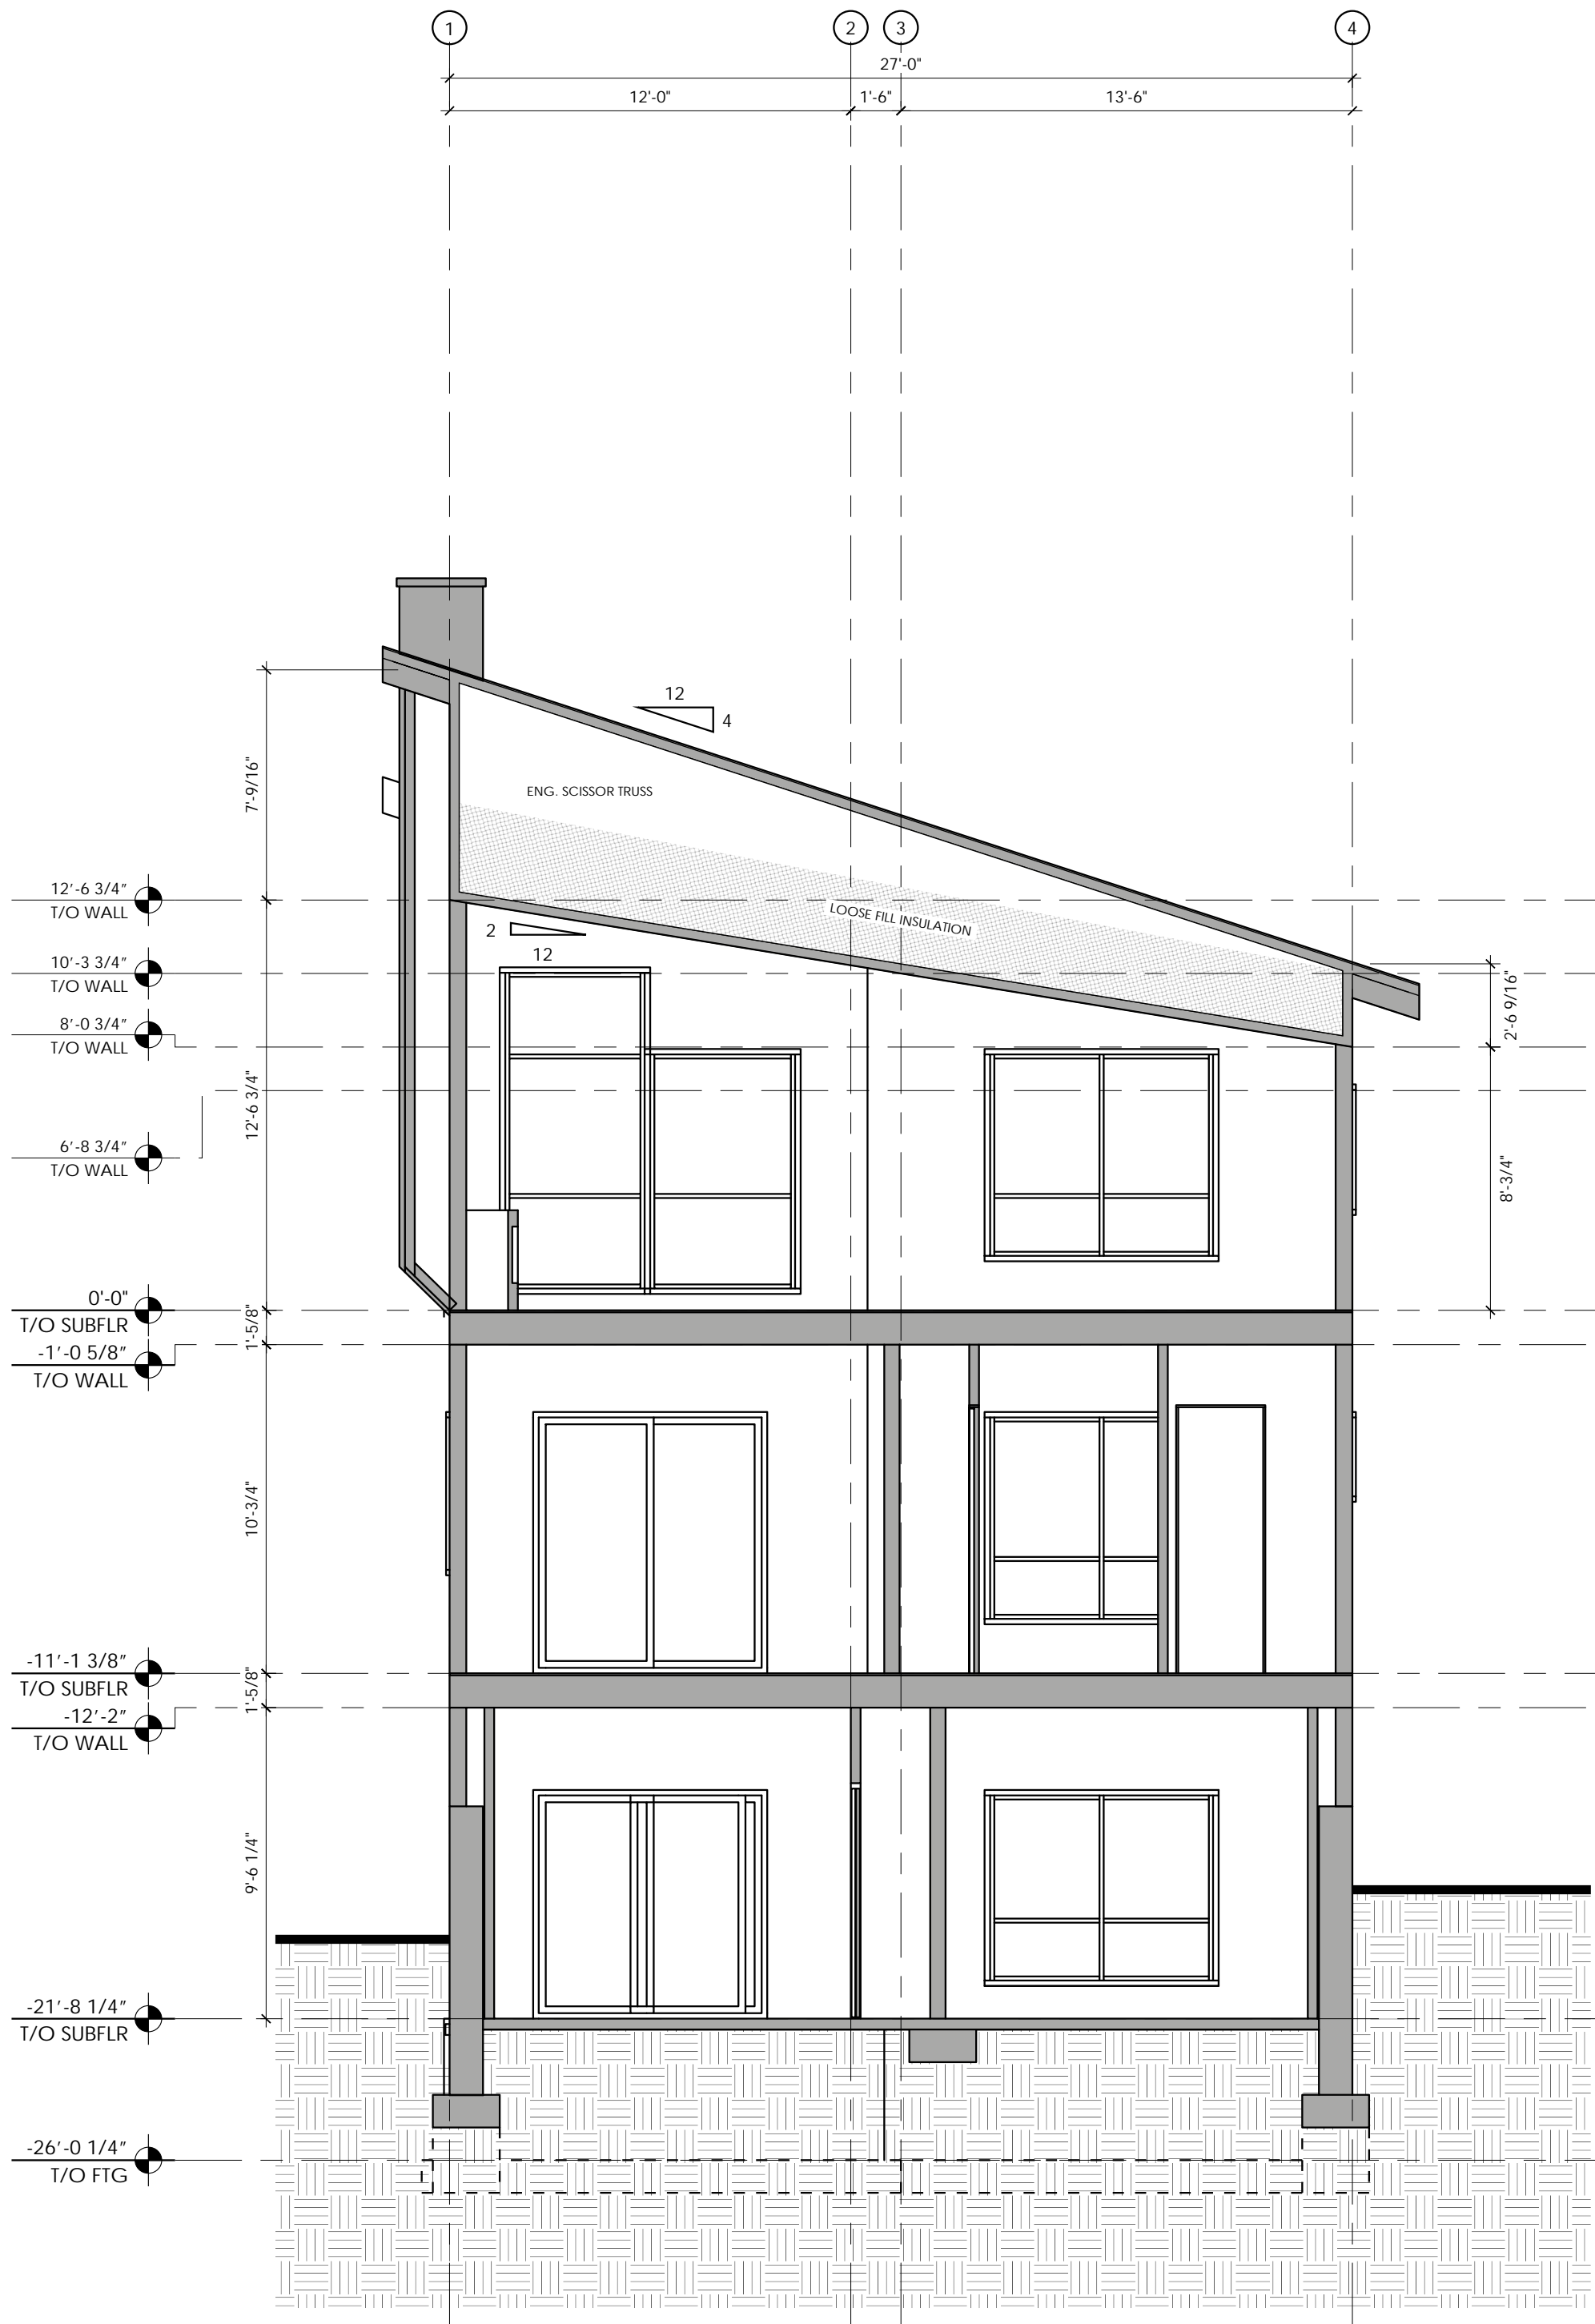 1
2
3
4
27'-0"
12'-0"
1'-6"
13'-6"
12
4
7'-9/16"
ENG. SCISSOR TRUSS
12'-6 3/4"
T/O WALL
LOOSE FILL INSULATION
2
12
10'-3 3/4"
T/O WALL
2'-6 9/16"
8'-0 3/4"
T/O WALL
12'-6 3/4"
6'-8 3/4"
T/O WALL
8'-3/4"
0'-0"
T/O SUBFLR
1'-5/8"
-1'-0 5/8"
T/O WALL
10'-3/4"
-11'-1 3/8"
T/O SUBFLR
1'-5/8"
-12'-2"
T/O WALL
9'-6 1/4"
-21'-8 1/4"
T/O SUBFLR
-26'-0 1/4"
T/O FTG